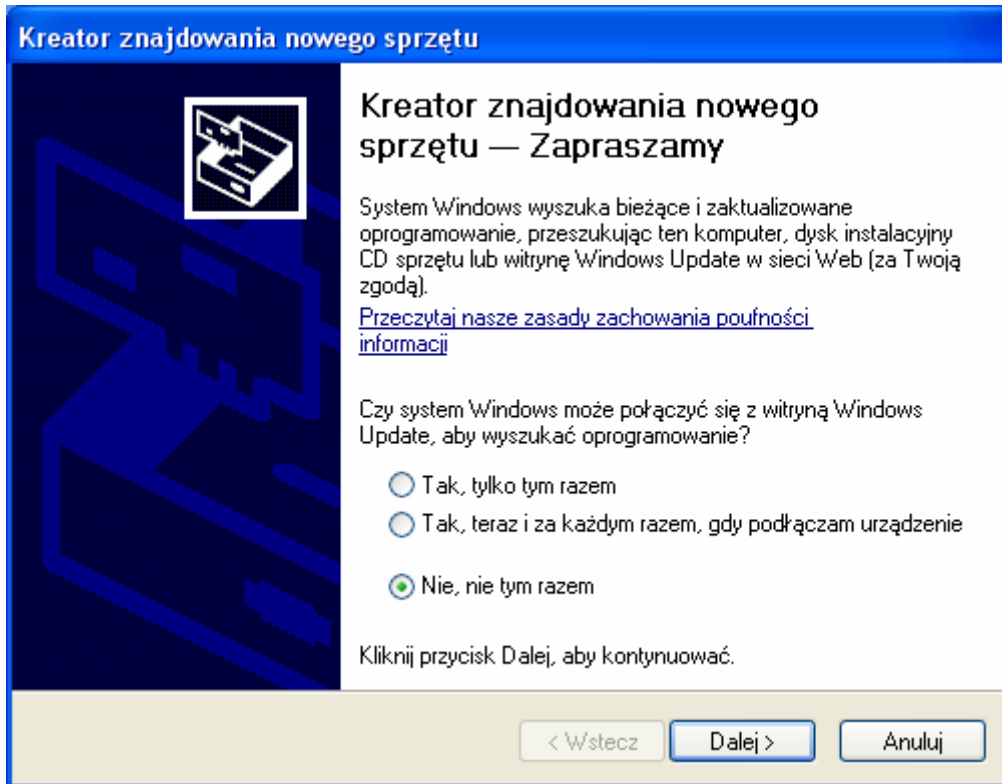 Kreator znajdowania nowego sprzętu
Kreator znajdowania nowego
sprzętu — Zapraszamy
System Windows wyszuka bieżące i zaktualizowane
oprogramowanie, przeszukując ten komputer, dysk instalacyjny
CD sprzętu lub witrynę Windows Update w sieci Web (za Twoją
zgodą).
Przeczytaj nasze zasady zachowania poufności
informacji
Czy system Windows może połączyć się z witryną Windows
Update, aby wyszukać oprogramowanie?
Tak, tylko tym razem
Tak, teraz i za każdym razem, gdy podłączam urządzenie
Nie, nie tym razem
Kliknij przycisk Dalej, aby kontynuować.
< Wstecz
Dalej >
Anuluj